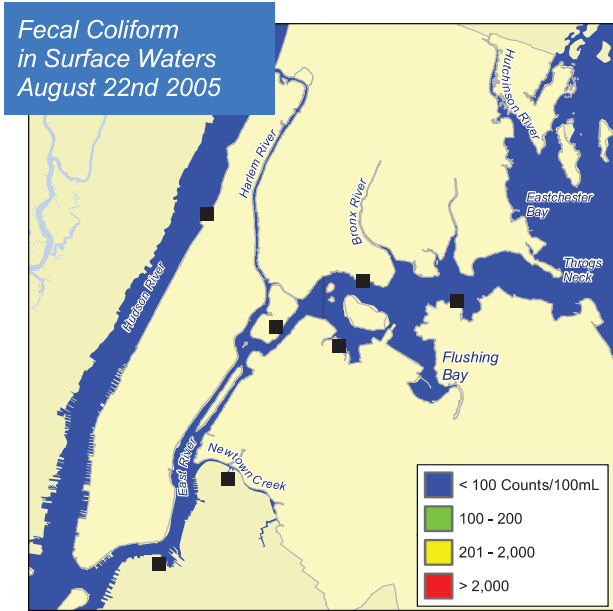 Fecal Coliform
in Surface Waters
August 22nd 2005
Hutchinson River
Harlem River
Bronx River
Eastchester
Bay
Throgs
Neck
Hudson River
Flushing
Bay
East River
Newtown Creek
< 100 Counts/100mL
100 - 200
201 - 2,000
> 2,000